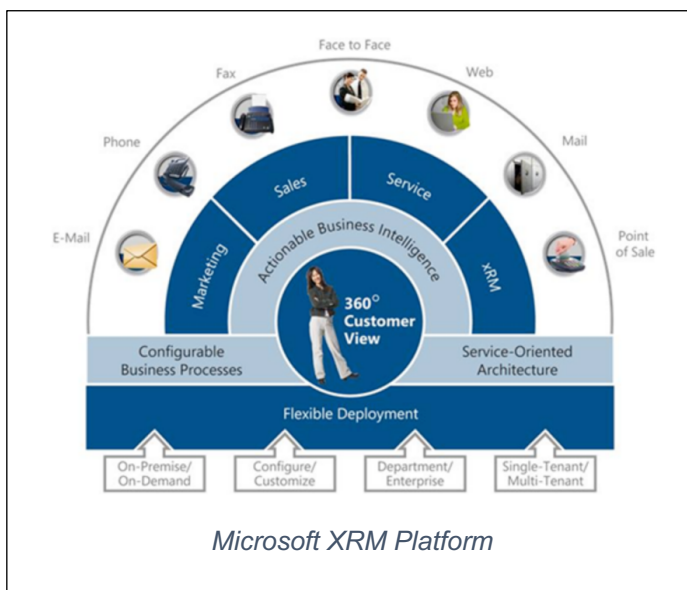 Face to Face
Fax
Web
Phone
Mail
E-Mail
Point
of Sale
Sales
Service
Marketing
xRM
Actionable Business Intelligence
360°
Customer
View
Configurable
Business Processes
Service-Oriented
Architecture
Flexible Deployment
On-Premise/
On-Demand
Configure/
Customize
Department/
Enterprise
Single-Tenant/
Multi-Tenant
Microsoft XRM Platform